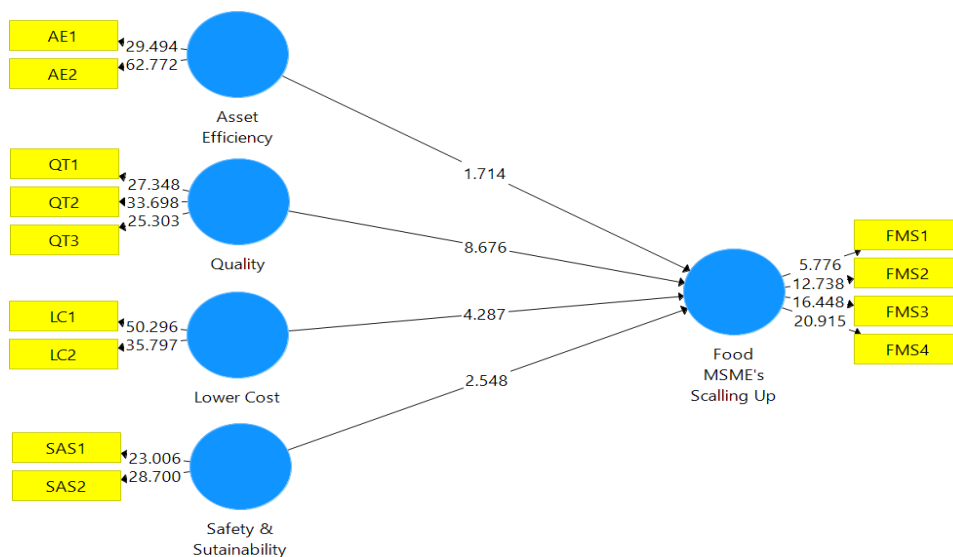 AE1
29.494
AE2
62.772
Asset
Efficiency
1.714
QT1
27.348
QT2
33.698
QT3
25.303
Quality
8.676
LC1
50.296
LC2
35.797
Lower Cost
4.287
SAS1
23.006
SAS2
28.700
Safety &
Sutainability
2.548
Food
MSME's
Scalling Up
FMS1
5.776
FMS2
12.738
FMS3
16.448
FMS4
20.915